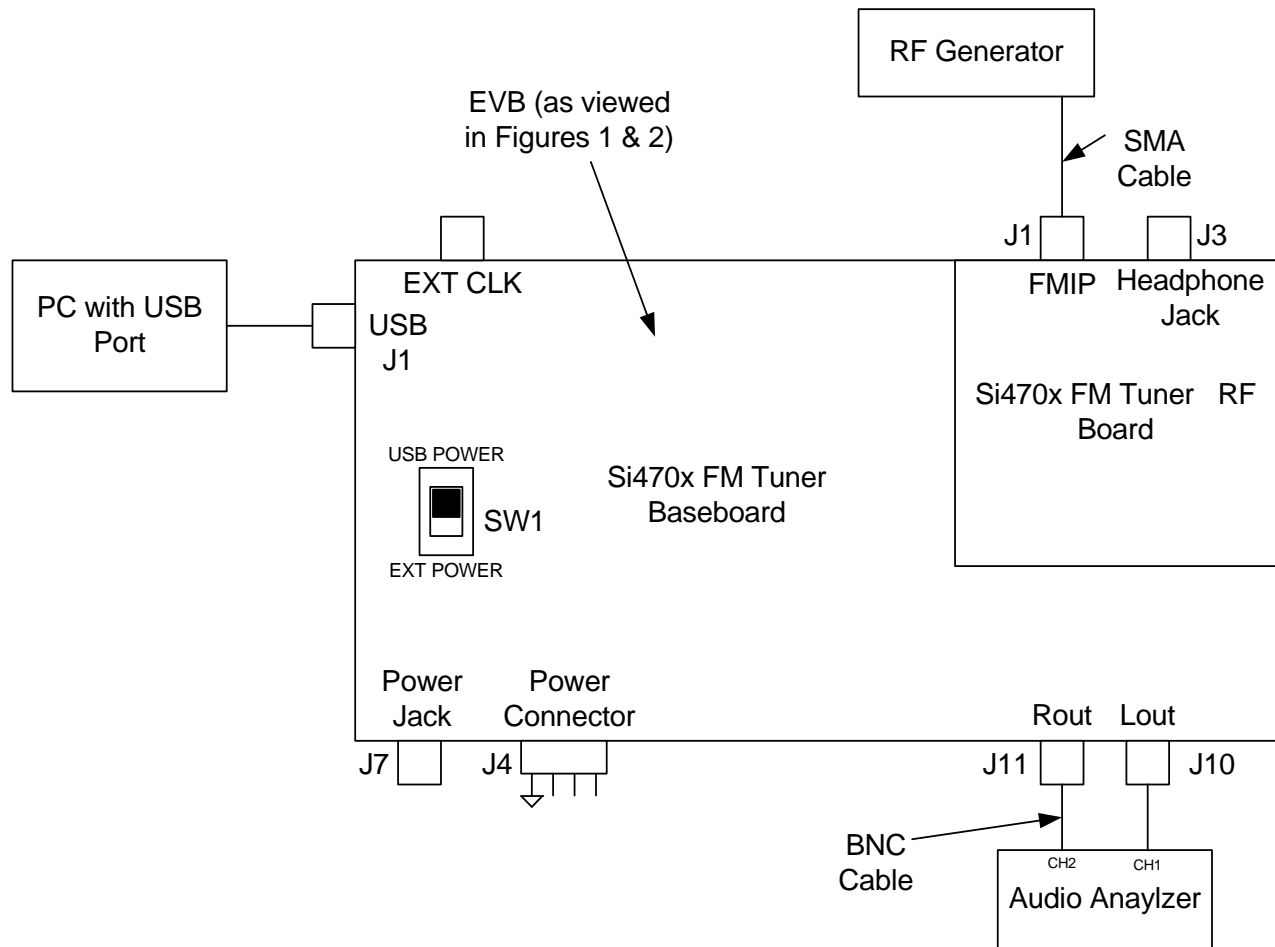 RF Generator
EVB (as viewed
in Figures 1 & 2)
SMA
Cable
J1
J3
EXT CLK
FMIP
Headphone
Jack
PC with USB
Port
USB
J1
Si470x FM Tuner RF
Board
USB POWER
SW1
EXT POWER
Si470x FM Tuner
Baseboard
Power
Jack
Power
Connector
Rout
Lout
J7
J4
J11
J10
BNC
Cable
CH2
CH1
Audio Anaylzer